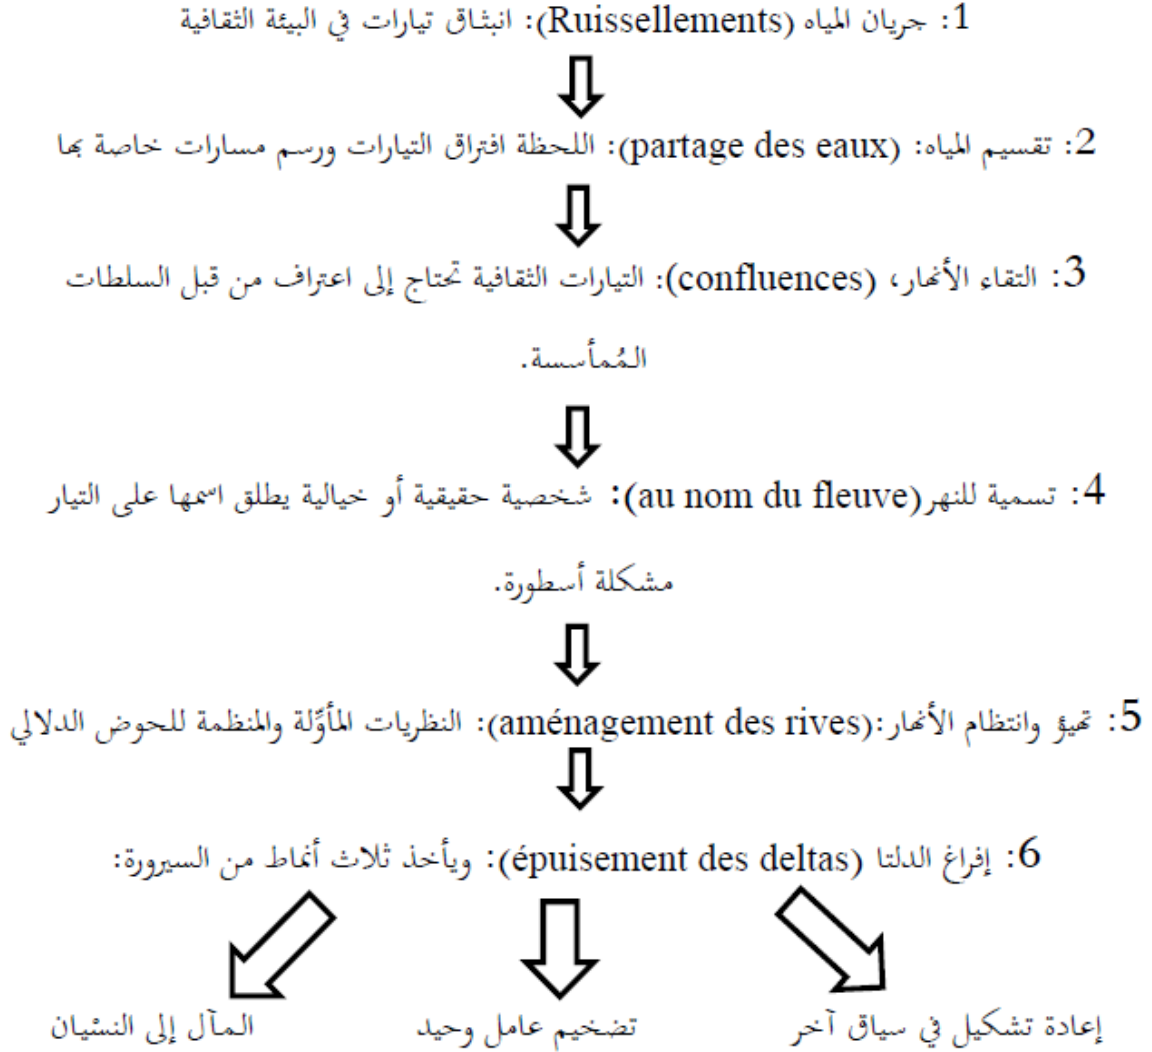 1: جريان المياه (Ruissellements): انبثاق تيارات في البيئة الثقافية
2: تقسيم المياه: (partage des eaux): اللحظة افتراق التيارات ورسم مسارات خاصة بها
3: التقاء الأنهار، (confluences): التيارات الثقافية تحتاج إلى اعتراف من قبل السلطات
المُمأسسة.
4: تسمية للنهر(au nom du fleuve): شخصية حقيقية أو خيالية يطلق اسمها على التيار
مشكلة أسطورة.
5: تهيؤ وانتظام الأنهار:(aménagement des rives): النظريات المأوِّلة والمنظمة للحوض الدلالي
6: إفراغ الدلتا (épuisement des deltas): ويأخذ ثلاث أنماط من السيرورة:
إعادة تشكيل في سياق آخر
تضخيم عامل وحيد
المآل إلى النسْيان